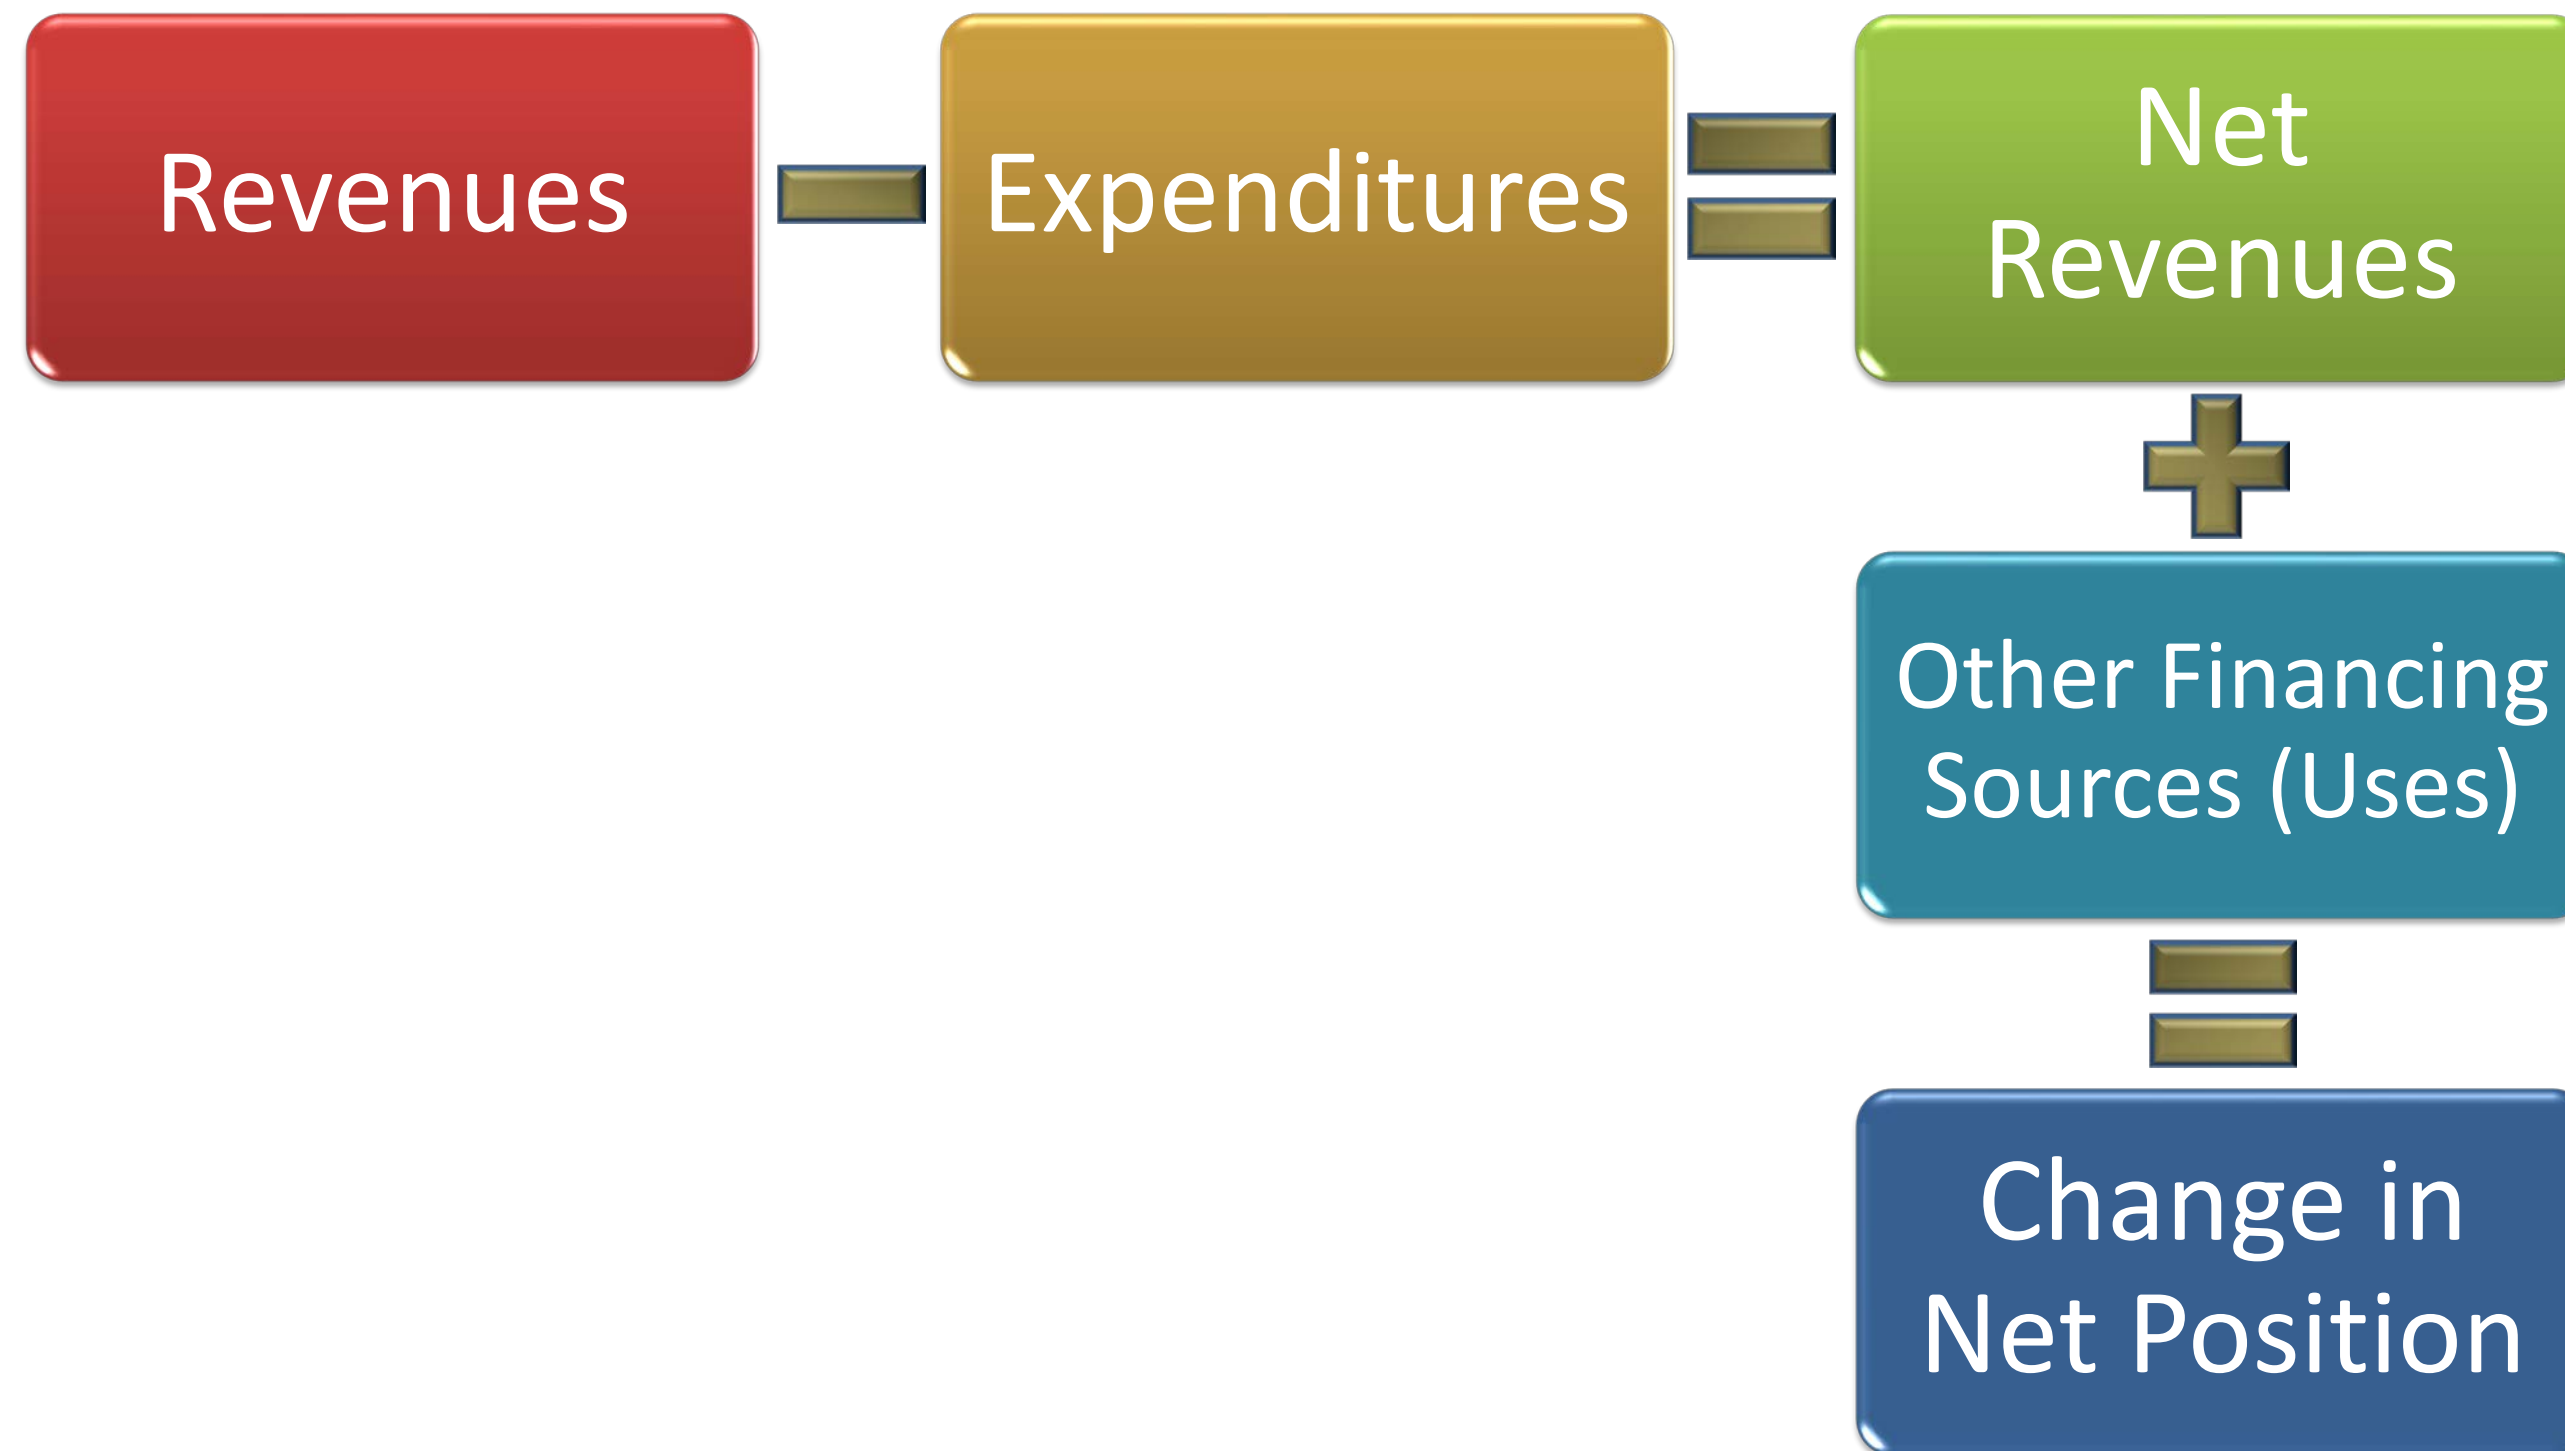 Revenues
Expenditures
Net
Revenues
Other Financing
Sources (Uses)
Change in
Net Position